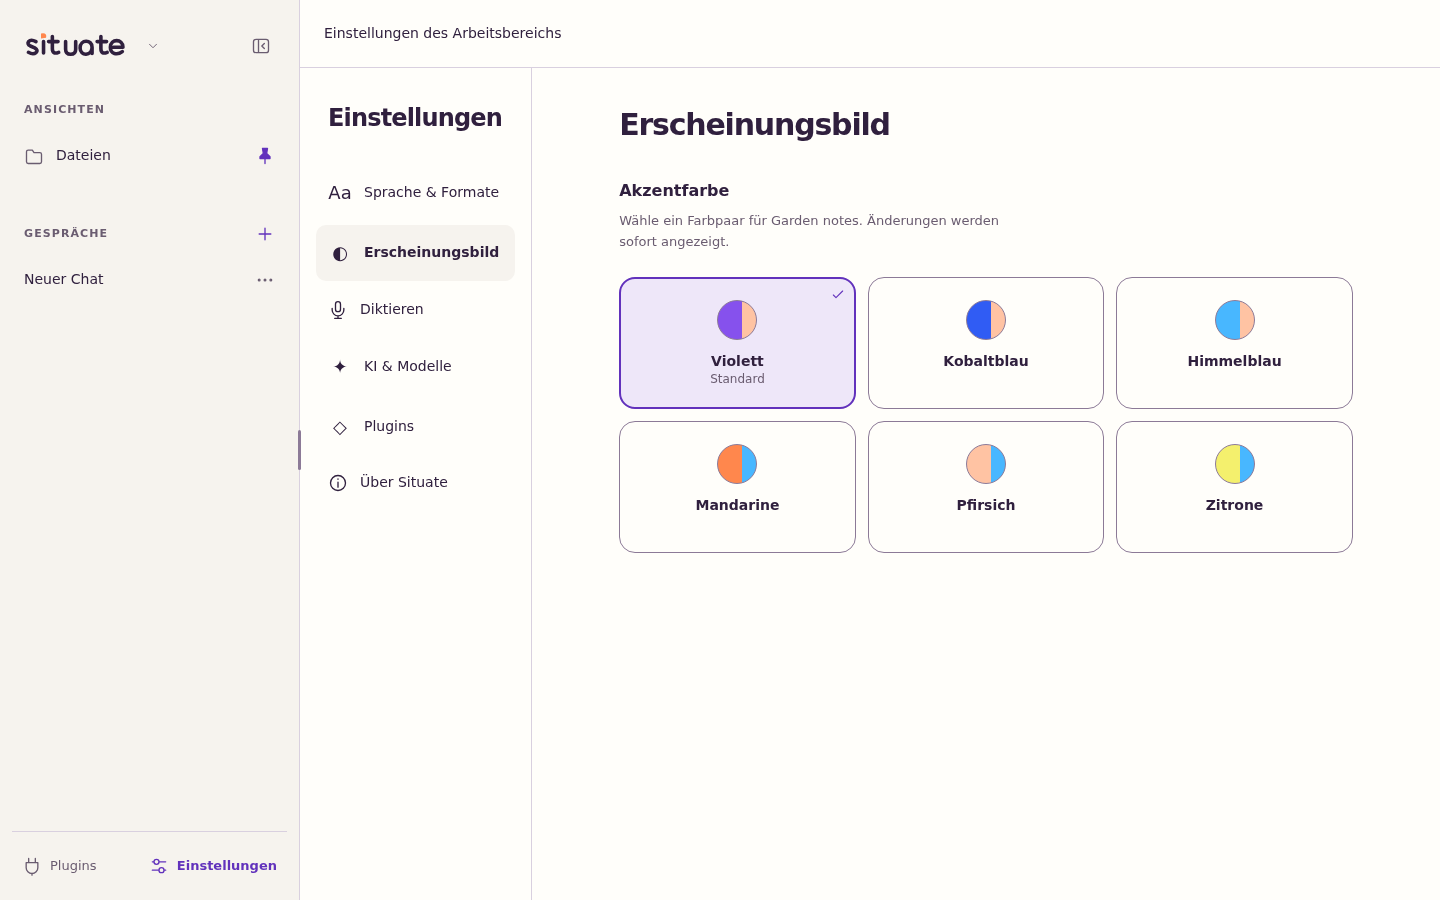 situate
ANSICHTEN
Dateien
GESPRÄCHE
Neuer Chat
Plugins
Einstellungen
Einstellungen des Arbeitsbereichs
Einstellungen
Aa Sprache & Formate
Erscheinungsbild
Diktieren
KI & Modelle
Plugins
Über Situate
Erscheinungsbild
Akzentfarbe
Wähle ein Farbpaar für Garden notes. Änderungen werden
sofort angezeigt.
Violett
Standard
Kobaltblau
Himmelblau
Mandarine
Pfirsich
Zitrone